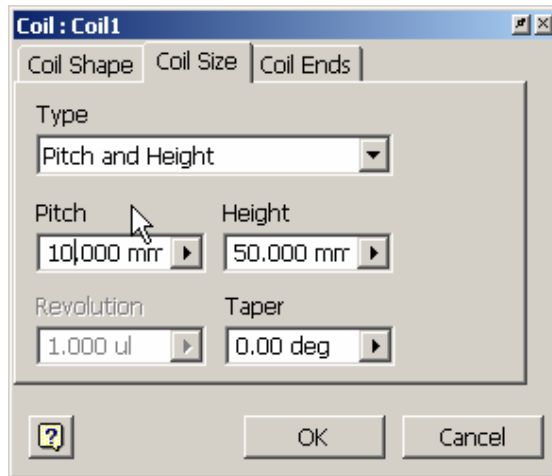 Coil : Coil1
Coil Shape Coil Size Coil Ends
Type
Pitch and Height
Pitch Height
10.000 mm 50.000 mm
Revolution Taper
1.000 ul 0.00 deg
? OK Cancel